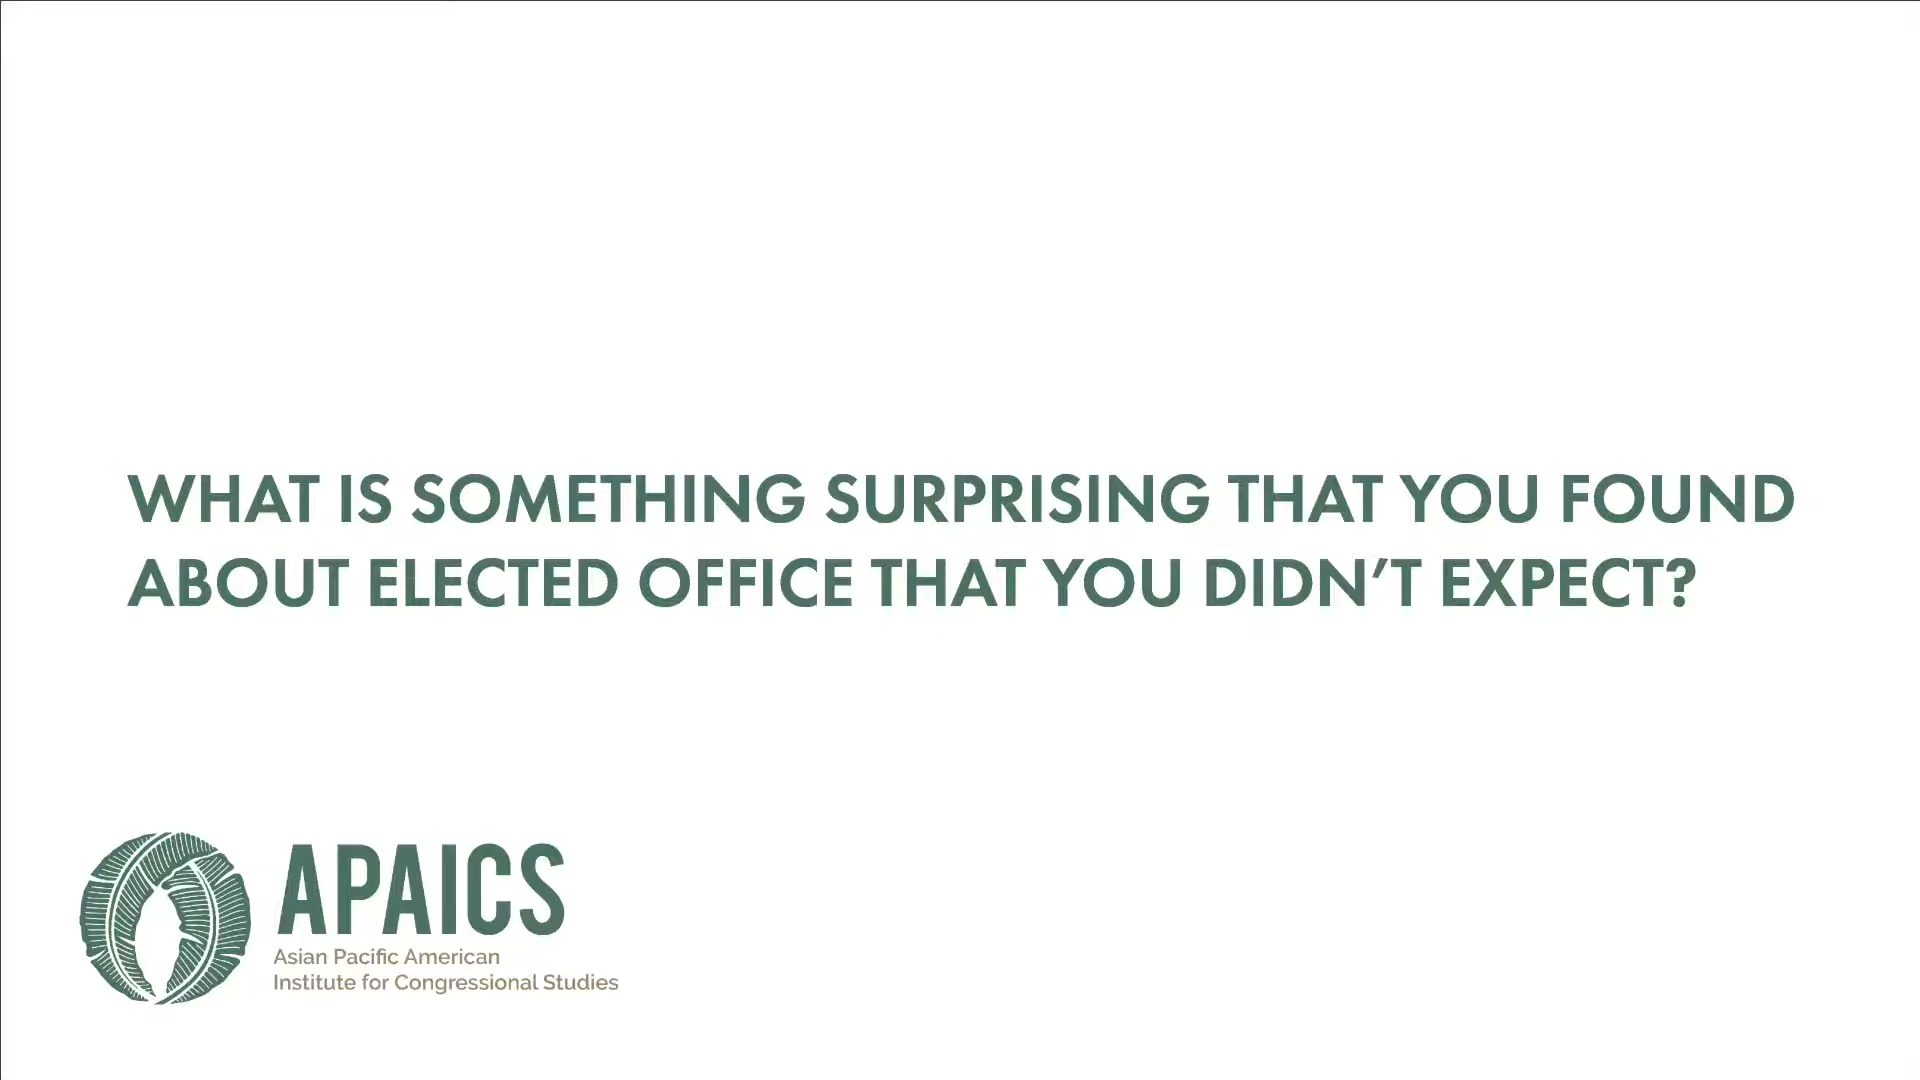 WHAT IS SOMETHING SURPRISING THAT YOU FOUND
ABOUT ELECTED OFFICE THAT YOU DIDN’T EXPECT?
APAICS
Asian Pacific American
Institute for Congressional Studies